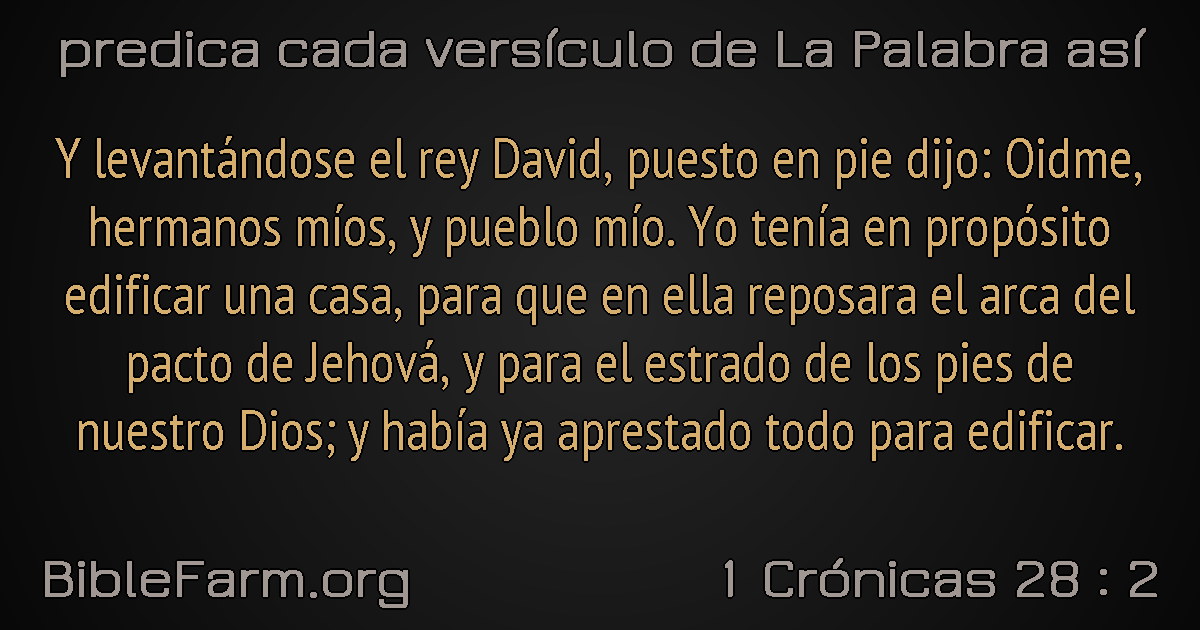 predica cada versículo de La Palabra así
Y levantándose el rey David, puesto en pie dijo: Oidme,
hermanos míos, y pueblo mío. Yo tenía en propósito
edificar una casa, para que en ella reposara el arca del
pacto de Jehová, y para el estrado de los pies de
nuestro Dios; y había ya aprestado todo para edificar.
BibleFarm.org
1 Crónicas 28 : 2